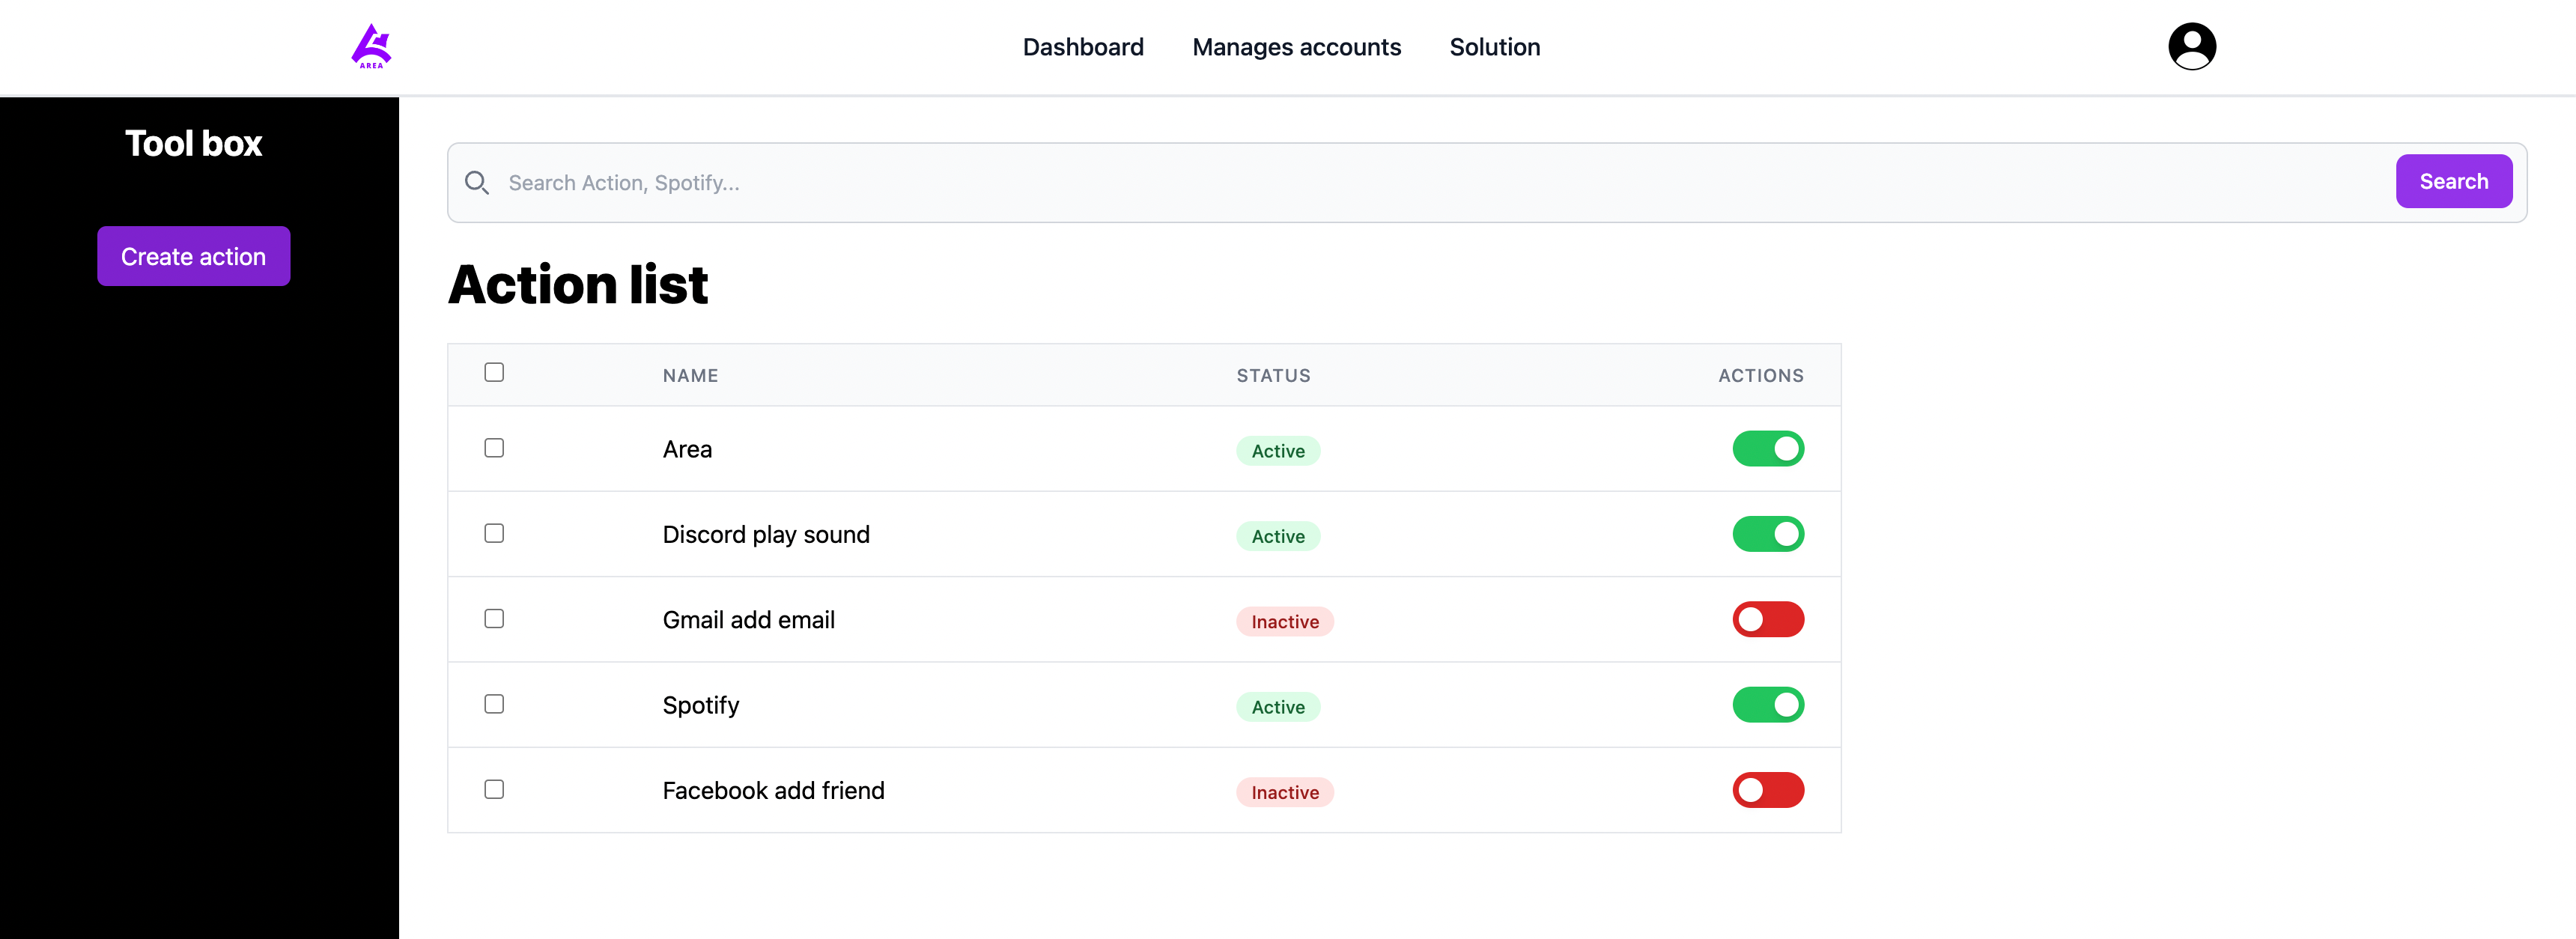 AREA
Dashboard Manages accounts Solution
Tool box
Create action
Search Action, Spotify... Search
Action list
NAME STATUS ACTIONS
Area Active
Discord play sound Active
Gmail add email Inactive
Spotify Active
Facebook add friend Inactive